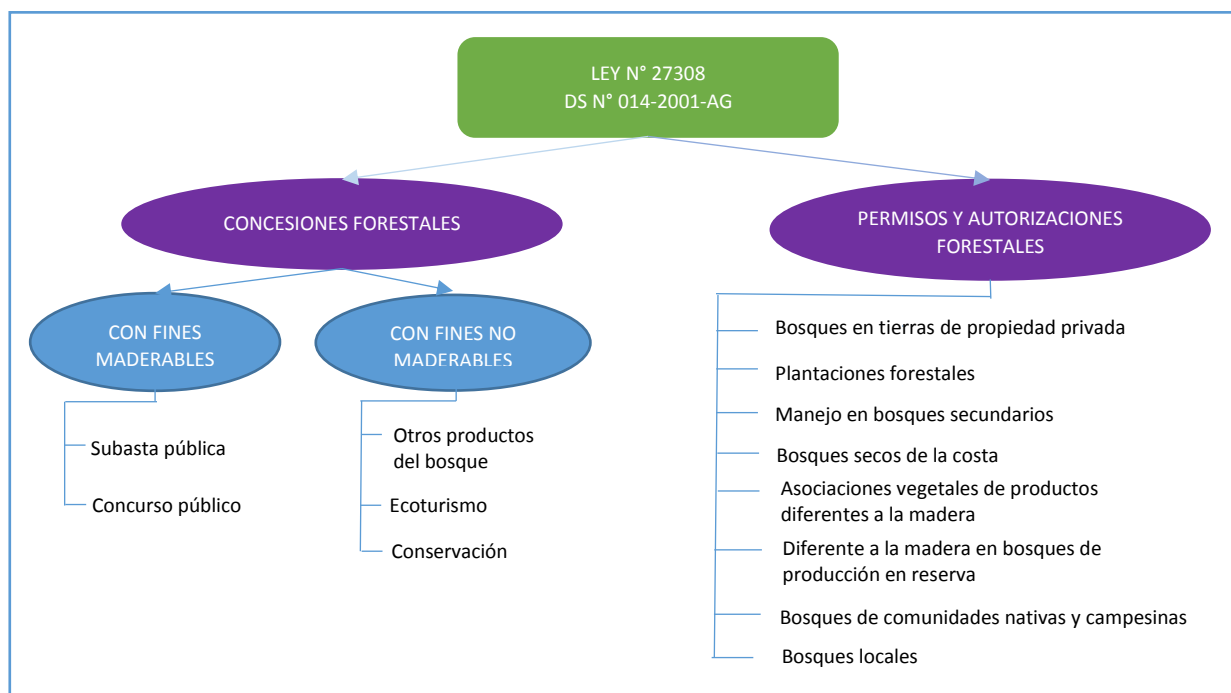 LEY N° 27308
DS N° 014-2001-AG
CONCESIONES FORESTALES
PERMISOS Y AUTORIZACIONES
FORESTALES
CON FINES
MADERABLES
CON FINES NO
MADERABLES
Subasta pública
Concurso público
Otros productos
del bosque
Ecoturismo
Conservación
Bosques en tierras de propiedad privada
Plantaciones forestales
Manejo en bosques secundarios
Bosques secos de la costa
Asociaciones vegetales de productos
diferentes a la madera
Diferente a la madera en bosques de
producción en reserva
Bosques de comunidades nativas y campesinas
Bosques locales